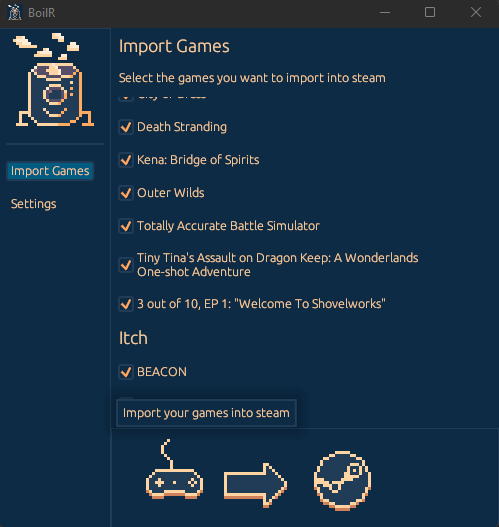 BoilR
Import Games
Select the games you want to import into steam
Death Stranding
Import Games
Kena: Bridge of Spirits
Settings
Outer Wilds
Totally Accurate Battle Simulator
Tiny Tina's Assault on Dragon Keep: A Wonderlands
One-shot Adventure
3 out of 10, EP 1: "Welcome To Shovelworks"
Itch
BEACON
Import your games into steam